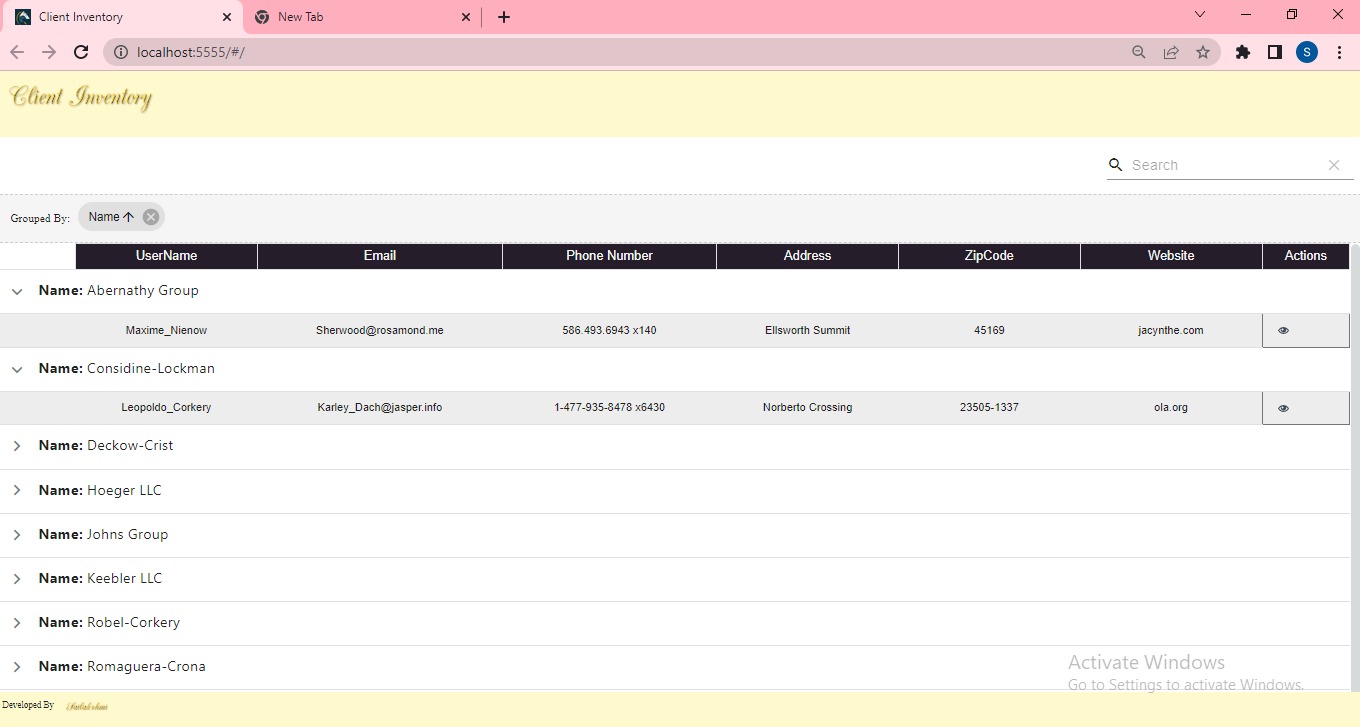 Client Inventory
New Tab
localhost:5555/#/
S
Client Inventory
Search
Grouped By: Name
UserName Email Phone Number Address ZipCode Website Actions
Name: Abernathy Group
Maxime_Nienow Sherwood@rosamond.me 586.493.6943 x140 Ellsworth Summit 45169 jacynthe.com
Name: Considine-Lockman
Leopoldo_Corkery Karley_Dach@jasper.info 1-477-935-8478 x6430 Norberto Crossing 23505-1337 ola.org
Name: Deckow-Crist
Name: Hoeger LLC
Name: Johns Group
Name: Keebler LLC
Name: Robel-Corkery
Name: Romaguera-Crona
Activate Windows
Go to Settings to activate Windows.
Developed By